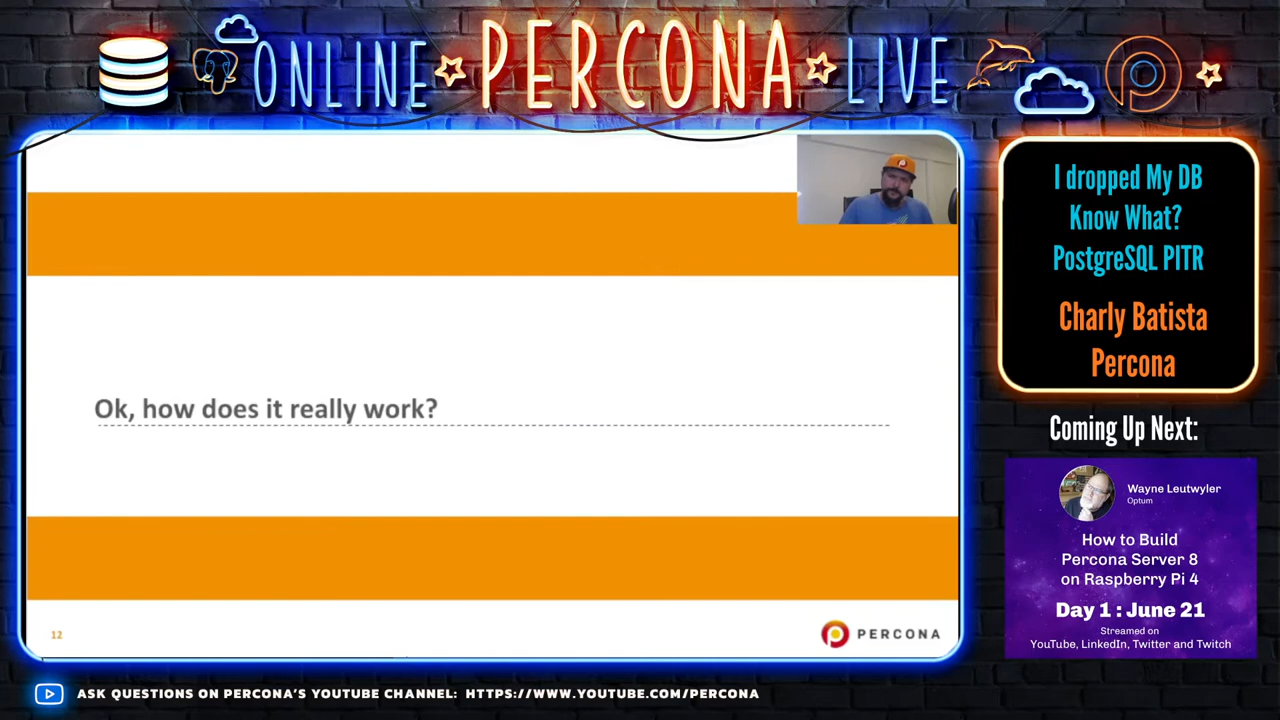 ONLINE PERCONA LIVE
Ok, how does it really work?
12
PERCONA
I dropped My DB
Know What?
PostgreSQL PITR
Charly Batista
Percona
Coming Up Next:
Wayne Leutwyler
Optum
How to Build
Percona Server 8
on Raspberry Pi 4
Day 1 : June 21
Streamed on
YouTube, LinkedIn, Twitter and Twitch
ASK QUESTIONS ON PERCONA'S YOUTUBE CHANNEL: HTTPS://WWW.YOUTUBE.COM/PERCONA